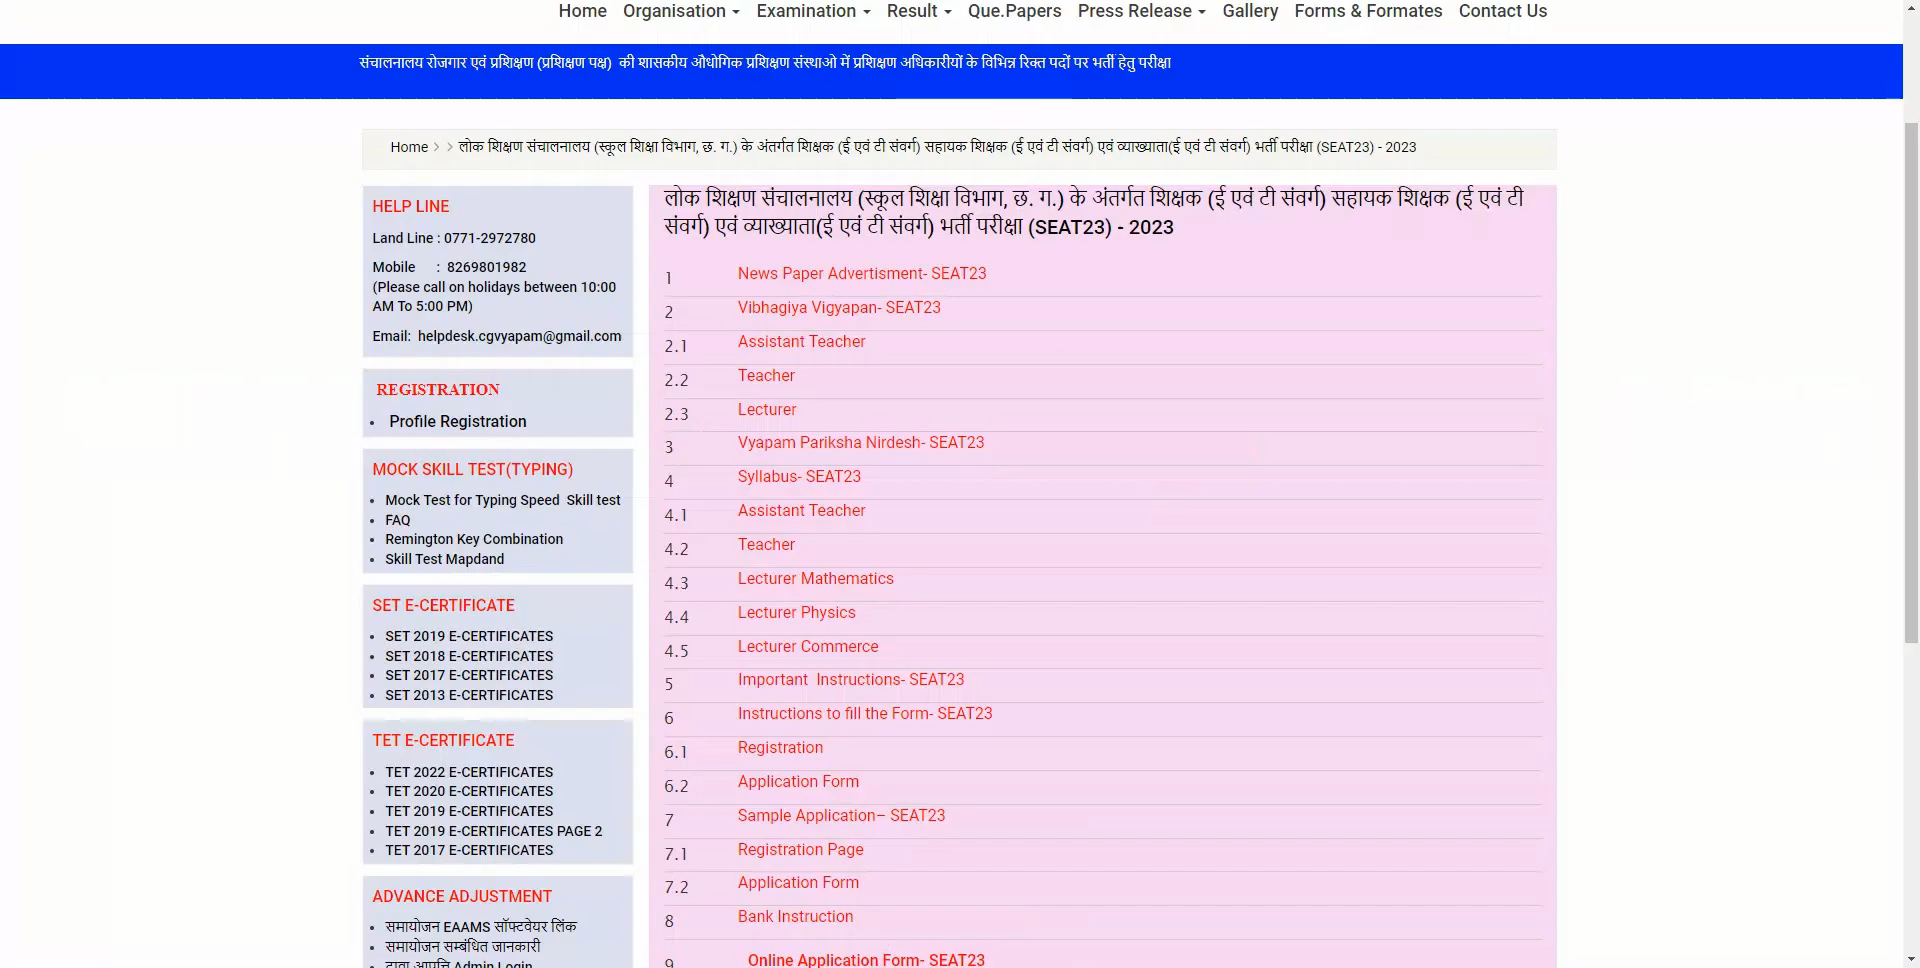 Home Organisation Examination Result Que.Papers Press Release Gallery Forms & Formates Contact Us
संचालनालय रोजगार एवं प्रशिक्षण (प्रशिक्षण पक्ष) की शासकीय औधोगिक प्रशिक्षण संस्थाओ में प्रशिक्षण अधिकारीयों के विभिन्न रिक्त पदों पर भर्ती हेतु परीक्षा
Home > > लोक शिक्षण संचालनालय (स्कूल शिक्षा विभाग, छ. ग.) के अंतर्गत शिक्षक (ई एवं टी संवर्ग) सहायक शिक्षक (ई एवं टी संवर्ग) एवं व्याख्याता(ई एवं टी संवर्ग) भर्ती परीक्षा (SEAT23) - 2023
HELP LINE
Land Line : 0771-2972780
Mobile : 8269801982
(Please call on holidays between 10:00
AM To 5:00 PM)
Email: helpdesk.cgvyapam@gmail.com
REGISTRATION
• Profile Registration
MOCK SKILL TEST(TYPING)
• Mock Test for Typing Speed Skill test
• FAQ
• Remington Key Combination
• Skill Test Mapdand
SET E-CERTIFICATE
• SET 2019 E-CERTIFICATES
• SET 2018 E-CERTIFICATES
• SET 2017 E-CERTIFICATES
• SET 2013 E-CERTIFICATES
TET E-CERTIFICATE
• TET 2022 E-CERTIFICATES
• TET 2020 E-CERTIFICATES
• TET 2019 E-CERTIFICATES
• TET 2019 E-CERTIFICATES PAGE 2
• TET 2017 E-CERTIFICATES
ADVANCE ADJUSTMENT
• समायोजन EAAMS सॉफ्टवेयर लिंक
• समायोजन सम्बंधित जानकारी
• दावा आपत्ति Admin Login
लोक शिक्षण संचालनालय (स्कूल शिक्षा विभाग, छ. ग.) के अंतर्गत शिक्षक (ई एवं टी संवर्ग) सहायक शिक्षक (ई एवं टी
संवर्ग) एवं व्याख्याता(ई एवं टी संवर्ग) भर्ती परीक्षा (SEAT23) - 2023
1 News Paper Advertisment- SEAT23
2 Vibhagiya Vigyapan- SEAT23
2.1 Assistant Teacher
2.2 Teacher
2.3 Lecturer
3 Vyapam Pariksha Nirdesh- SEAT23
4 Syllabus- SEAT23
4.1 Assistant Teacher
4.2 Teacher
4.3 Lecturer Mathematics
4.4 Lecturer Physics
4.5 Lecturer Commerce
5 Important Instructions- SEAT23
6 Instructions to fill the Form- SEAT23
6.1 Registration
6.2 Application Form
7 Sample Application– SEAT23
7.1 Registration Page
7.2 Application Form
8 Bank Instruction
9 Online Application Form- SEAT23